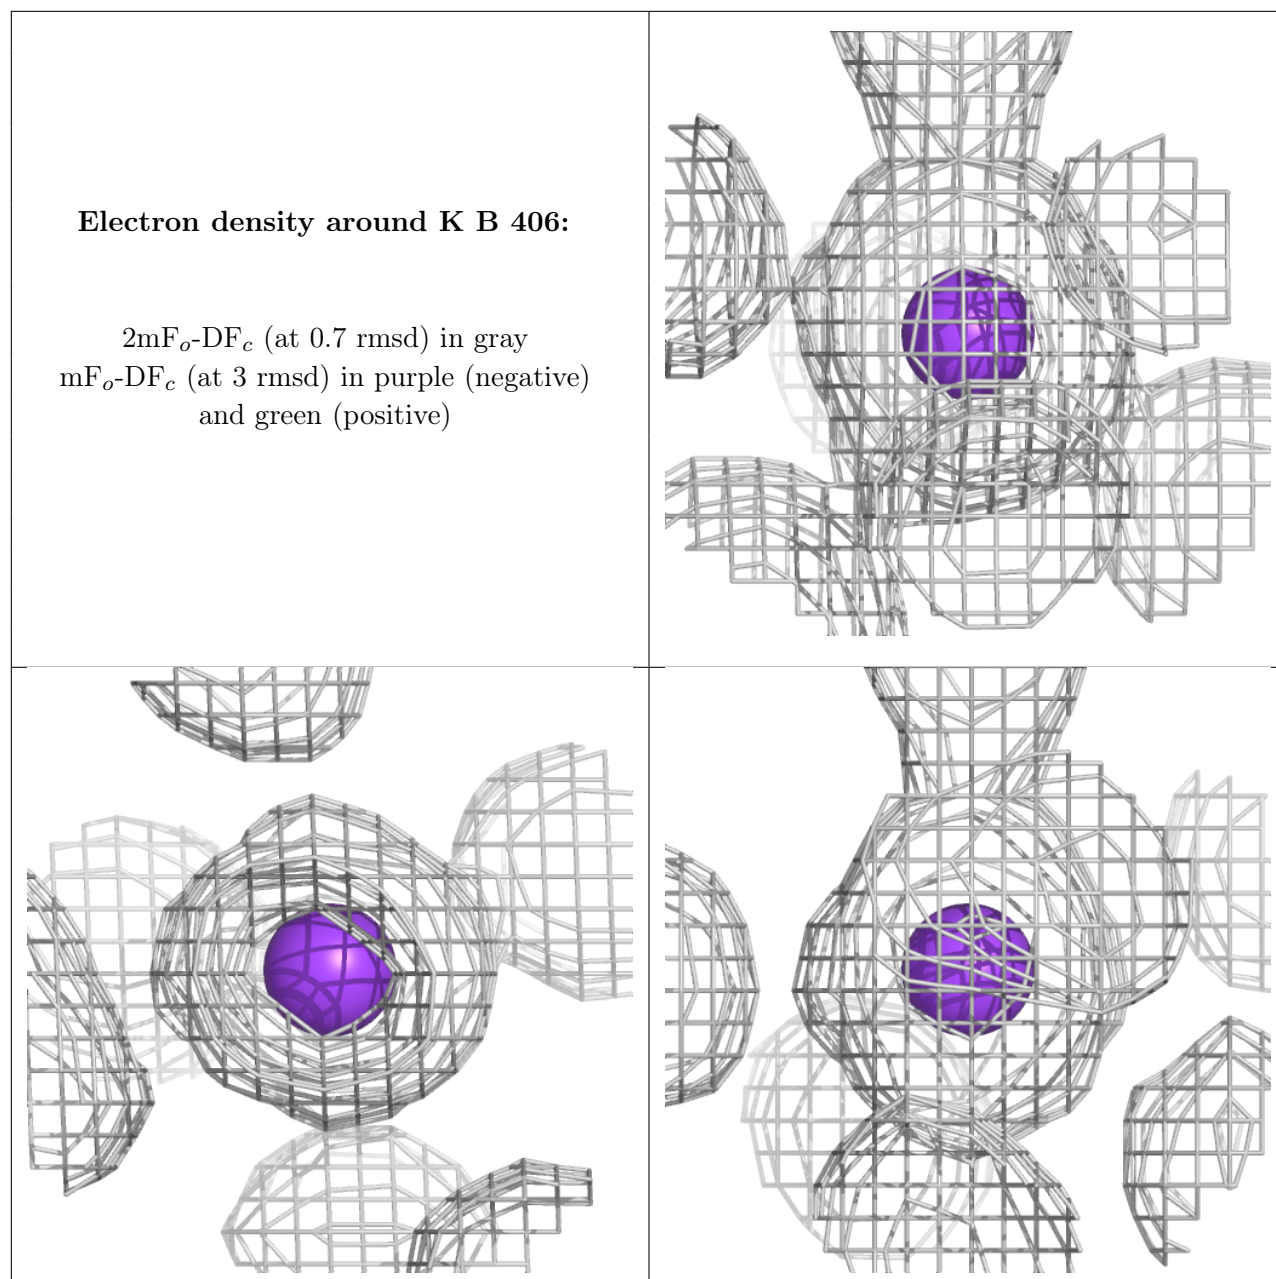 Electron density around K B 406:
2mFo-DFc (at 0.7 rmsd) in gray
mFo-DFc (at 3 rmsd) in purple (negative)
and green (positive)